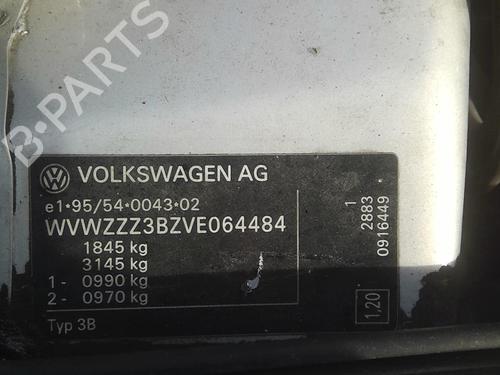 B-PARTS
VOLKSWAGEN AG
e1*95/54*0043*02
WVWZZZ3BZVE064484
1845 kg
3145 kg
1 - 0990 kg
2 - 0970 kg
Typ 3B
1
2883
0916449
1,20